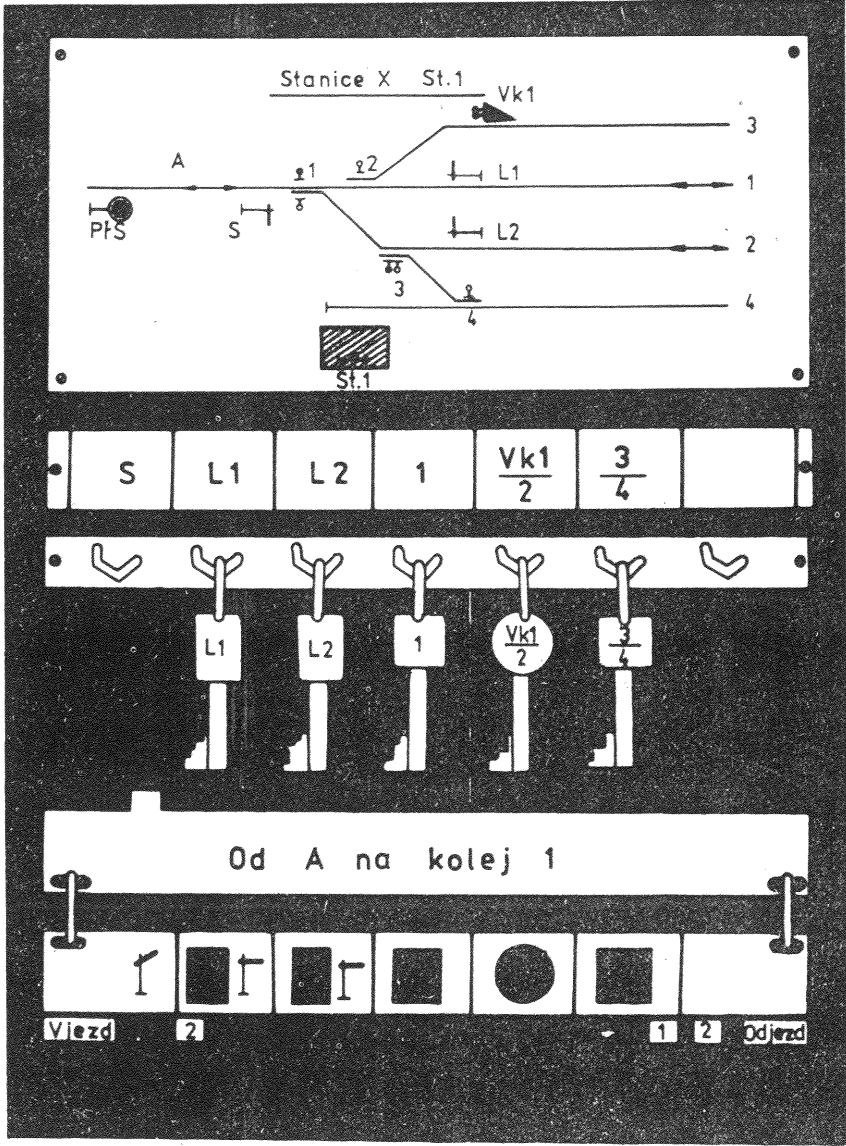 Stanice X St.1
Vk1
3
A
1
2
L1
1
PřS
S
L2
2
3
4
4
St.1
S L1 L2 1 Vk1/2 3/4
L1 L2 1 Vk1/2 3/4
Od A na kolej 1
Vjezd 2 1 2 Odjezd